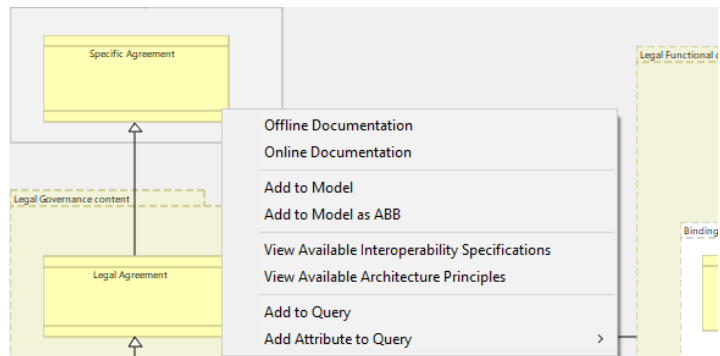 Specific Agreement
Legal Functional
Offline Documentation
Online Documentation
Add to Model
Add to Model as ABB
Legal Governance content
View Available Interoperability Specifications
View Available Architecture Principles
Binding
Legal Agreement
Add to Query
Add Attribute to Query